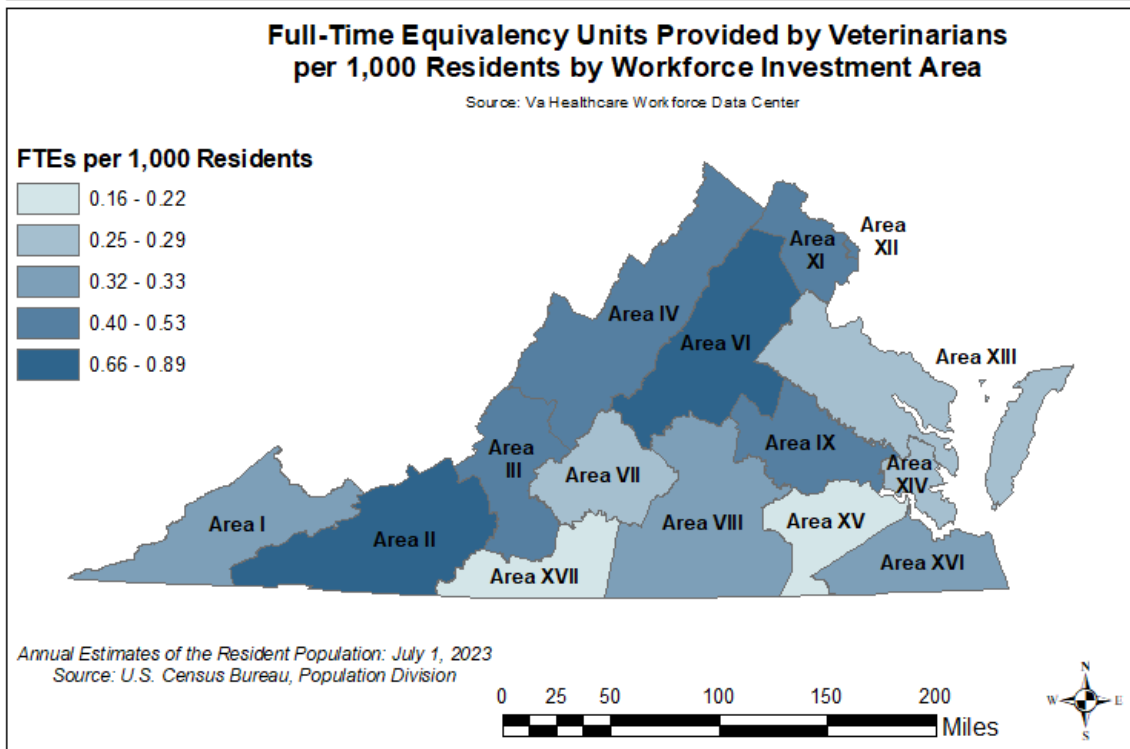 Full-Time Equivalency Units Provided by Veterinarians
per 1,000 Residents by Workforce Investment Area
Source: Va Healthcare Workforce Data Center
FTEs per 1,000 Residents
0.16 - 0.22
0.25 - 0.29
0.32 - 0.33
0.40 - 0.53
0.66 - 0.89
Area
XII
Area
XI
Area IV
Area VI
Area XIII
Area
III
Area IX
Area VII
Area
XIV
Area I
Area VIII
Area XV
Area II
Area XVI
Area XVII
Annual Estimates of the Resident Population: July 1, 2023
Source: U.S. Census Bureau, Population Division
0 25 50 100 150 200
Miles
N
W E
S